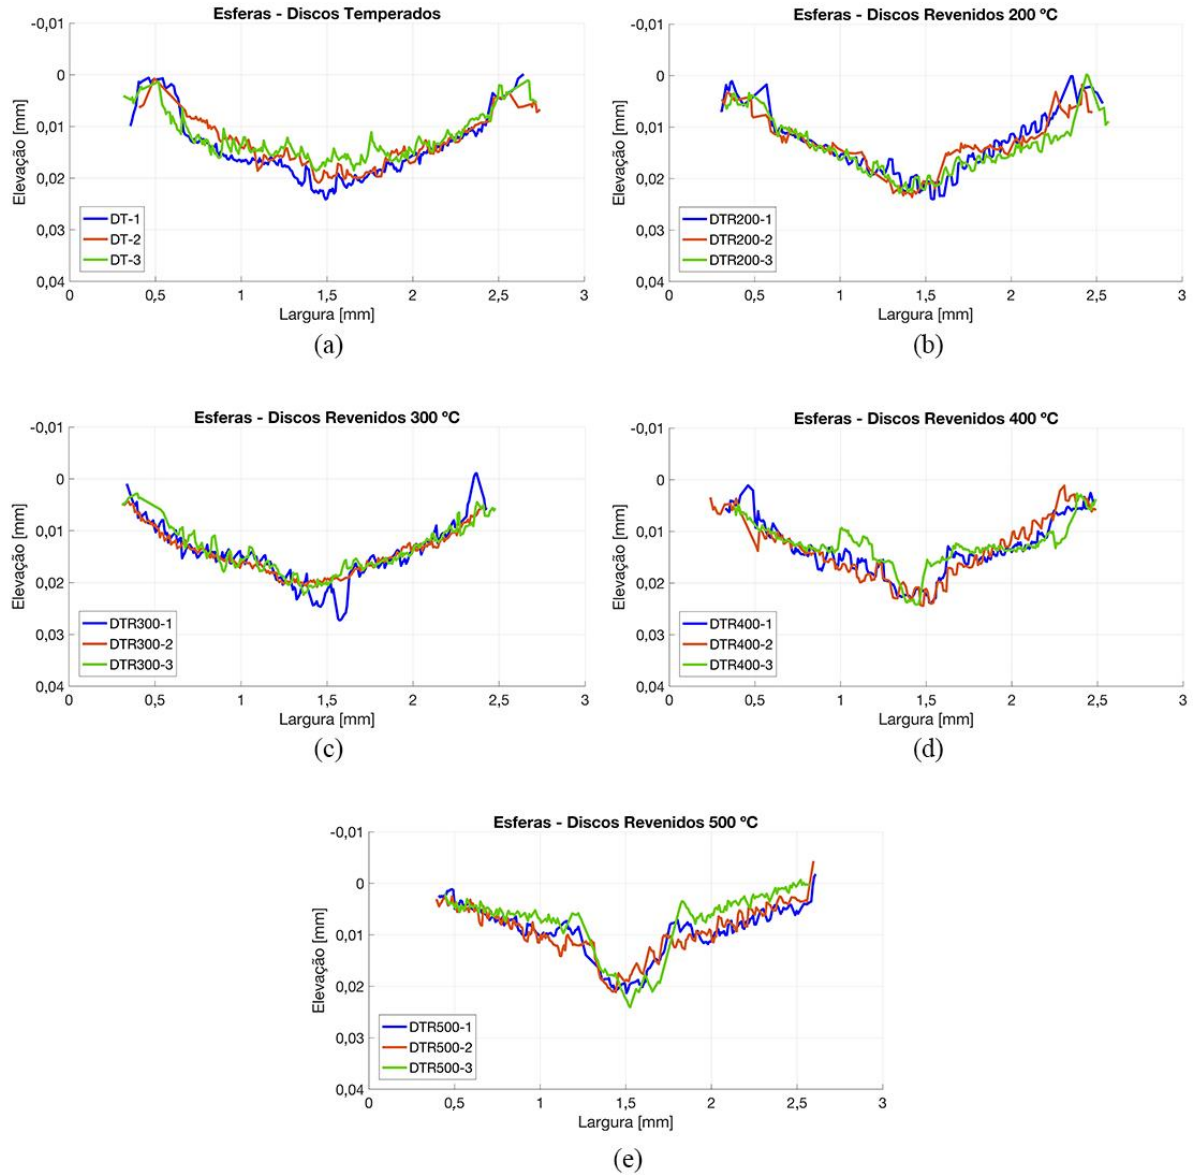 Esferas - Discos Temperados
-0,01
0
0,01
0,02
0,03
0,04
Elevação [mm]
DT-1
DT-2
DT-3
0
0,5
1
1,5
2
2,5
3
Largura [mm]
(a)
Esferas - Discos Revenidos 200 ºC
-0,01
0
0,01
0,02
0,03
0,04
Elevação [mm]
DTR200-1
DTR200-2
DTR200-3
0
0,5
1
1,5
2
2,5
3
Largura [mm]
(b)
Esferas - Discos Revenidos 300 ºC
-0,01
0
0,01
0,02
0,03
0,04
Elevação [mm]
DTR300-1
DTR300-2
DTR300-3
0
0,5
1
1,5
2
2,5
3
Largura [mm]
(c)
Esferas - Discos Revenidos 400 ºC
-0,01
0
0,01
0,02
0,03
0,04
Elevação [mm]
DTR400-1
DTR400-2
DTR400-3
0
0,5
1
1,5
2
2,5
3
Largura [mm]
(d)
Esferas - Discos Revenidos 500 ºC
-0,01
0
0,01
0,02
0,03
0,04
Elevação [mm]
DTR500-1
DTR500-2
DTR500-3
0
0,5
1
1,5
2
2,5
3
Largura [mm]
(e)